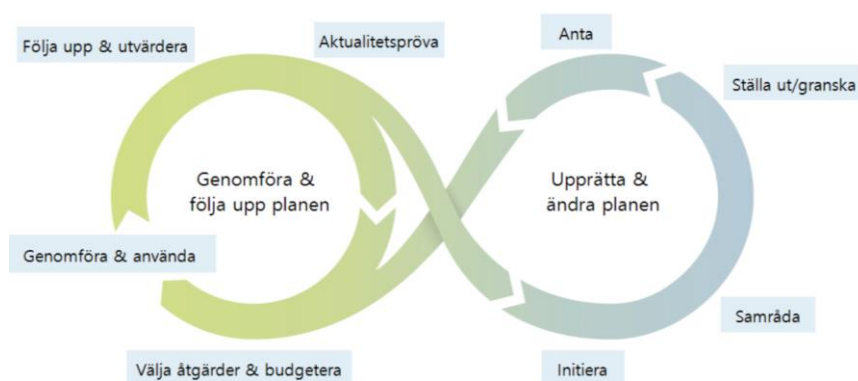 Följa upp & utvärdera
Aktualitetspröva
Anta
Ställa ut/granska
Genomföra &
följa upp planen
Upprätta &
ändra planen
Genomföra & använda
Samråda
Välja åtgärder & budgetera
Initiera